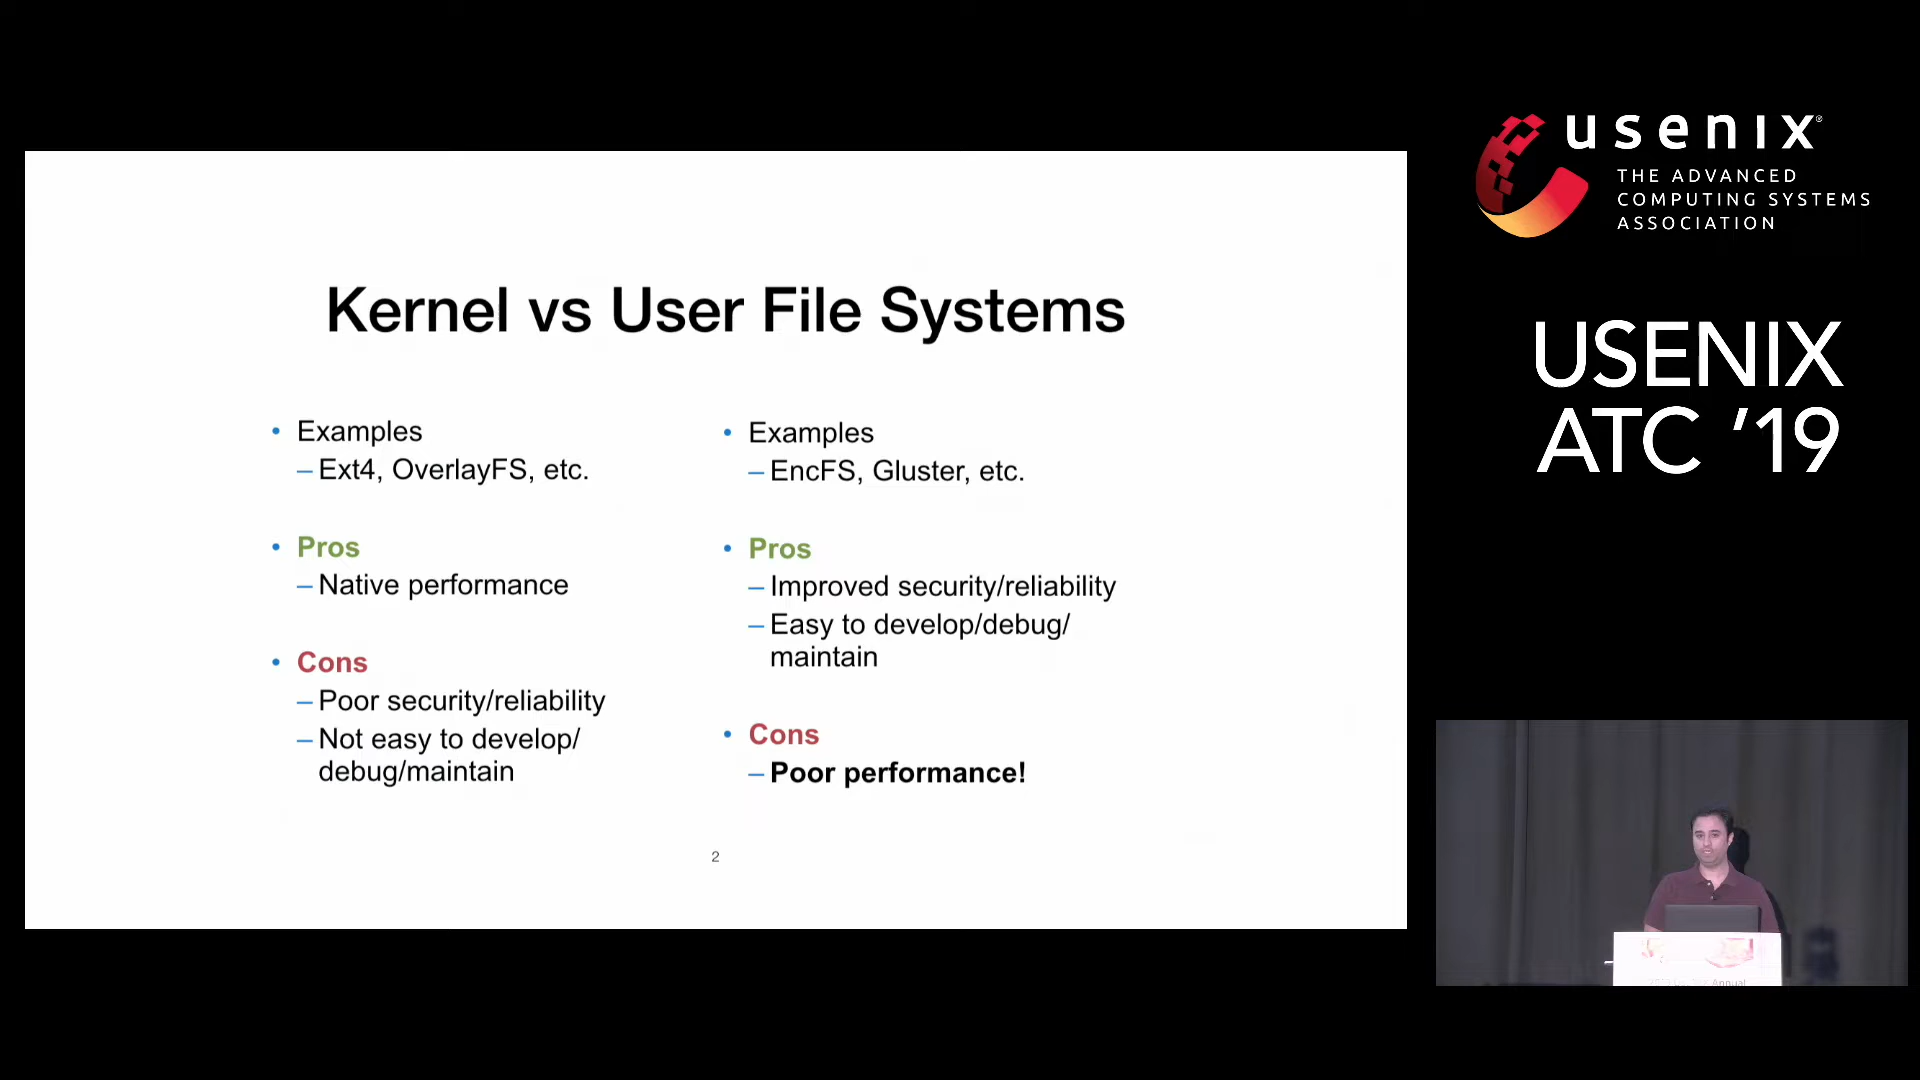 Kernel vs User File Systems
• Examples
– Ext4, OverlayFS, etc.
• Pros
– Native performance
• Cons
– Poor security/reliability
– Not easy to develop/
debug/maintain
• Examples
– EncFS, Gluster, etc.
• Pros
– Improved security/reliability
– Easy to develop/debug/
maintain
• Cons
– Poor performance!
2
usenix®
THE ADVANCED
COMPUTING SYSTEMS
ASSOCIATION
USENIX
ATC ’19
Annual